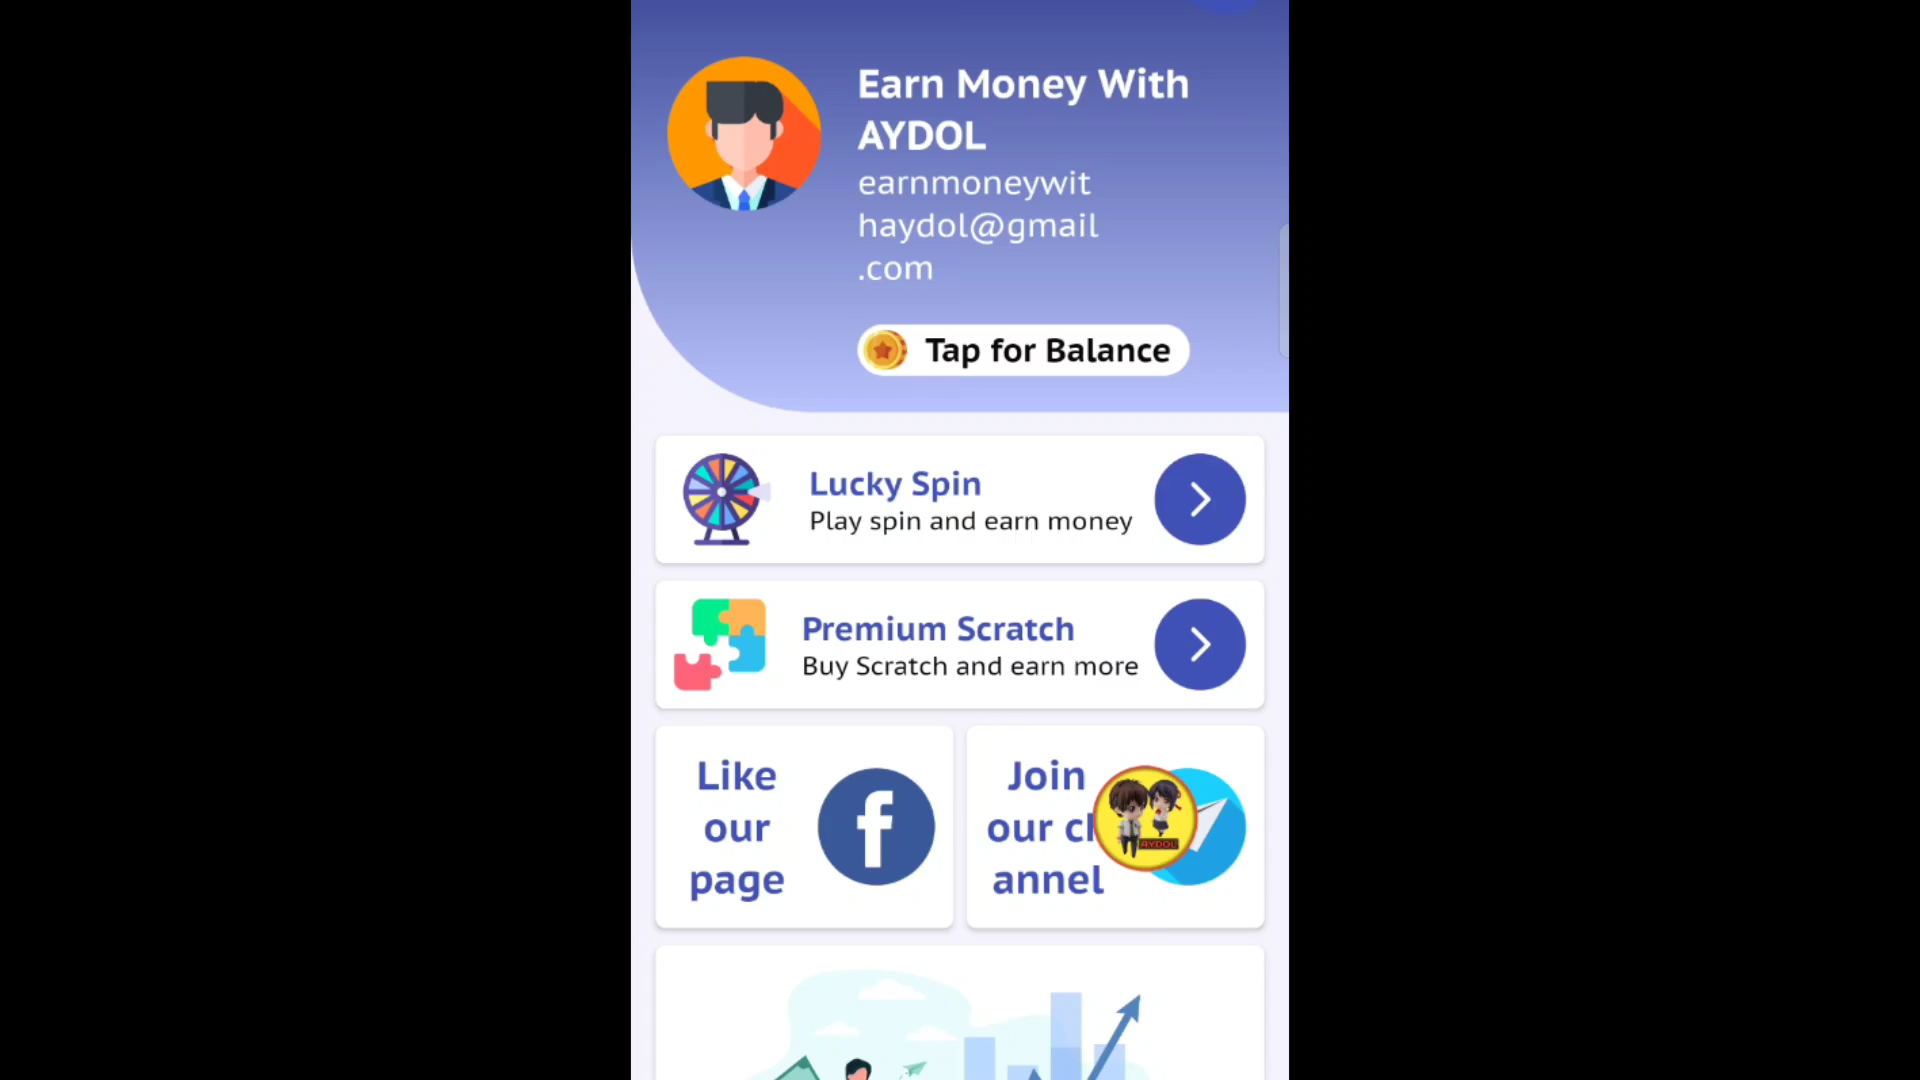 Earn Money With
AYDOL
earnmoneywit
haydol@gmail
.com
Tap for Balance
Lucky Spin
Play spin and earn money
Premium Scratch
Buy Scratch and earn more
Like
our
page
Join
our
annel
AYDOL